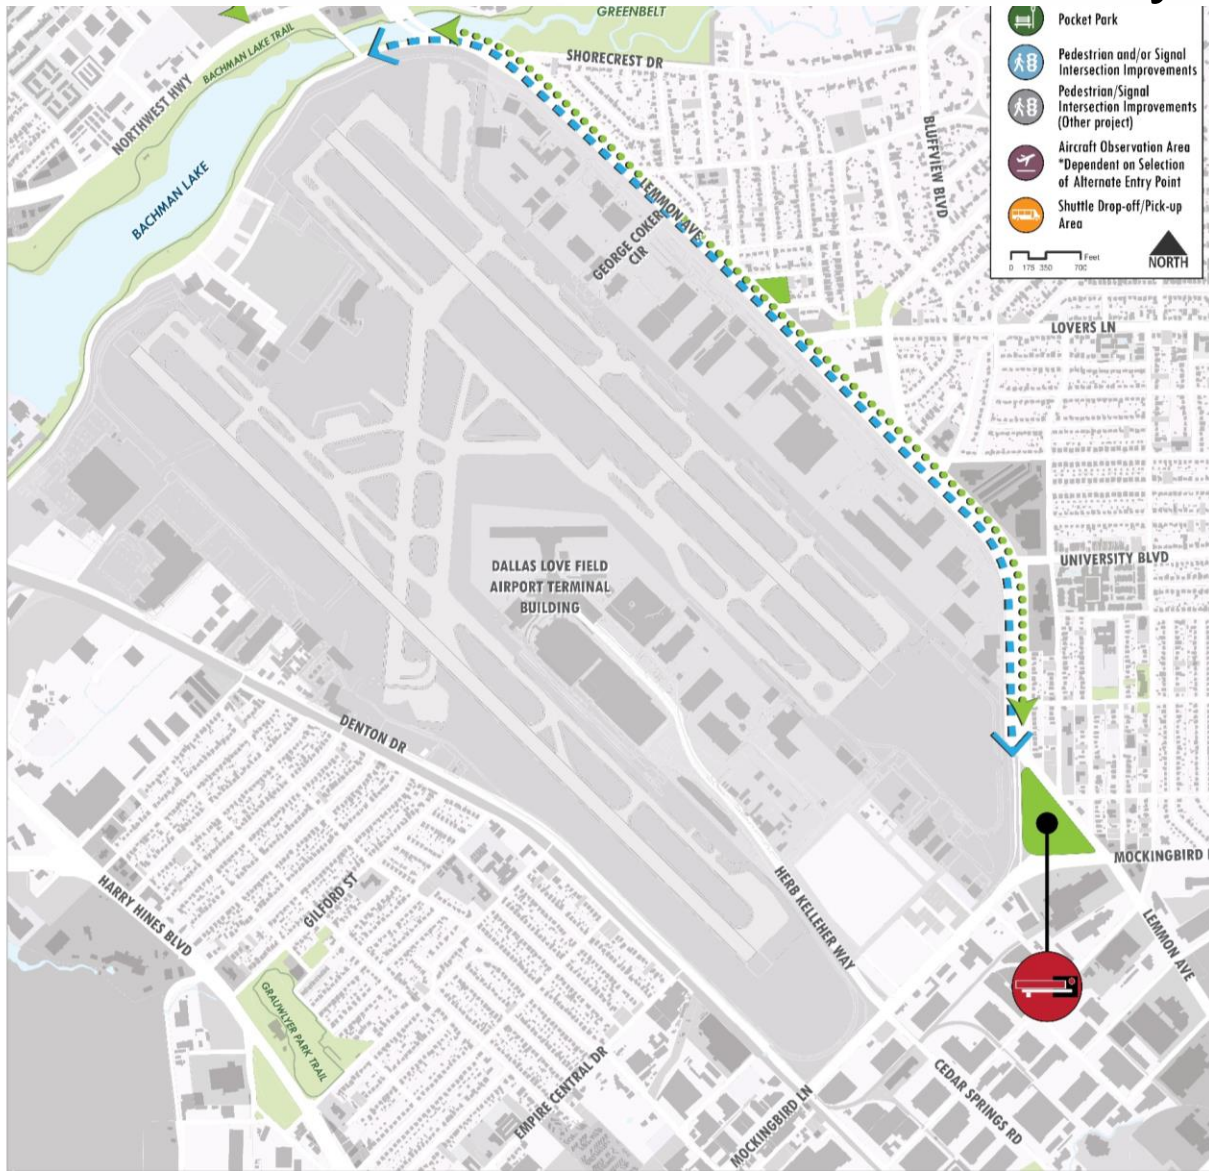 GREENBELT
Pocket Park
BACHMAN LAKE TRAIL
SHORECREST DR
Pedestrian and/or Signal
Intersection Improvements
NORTHWEST HWY
Pedestrian/Signal
Intersection Improvements
(Other project)
BLUFFVIEW BLVD
Aircraft Observation Area
*Dependent on Selection
of Alternate Entry Point
BACHMAN LAKE
LEMMON AVE
Shuttle Drop-off/Pick-up
Area
GEORGE COKER
CIR
Feet
0 175 350 700
NORTH
LOVERS LN
UNIVERSITY BLVD
DALLAS LOVE FIELD
AIRPORT TERMINAL
BUILDING
DENTON DR
MOCKINGBIRD
HARRY HINES BLVD
GILFORD ST
HERB KELLEHER WAY
LEMMON AVE
GRAUWLYER PARK TRAIL
EMPIRE CENTRAL DR
MOCKINGBIRD LN
CEDAR SPRINGS RD